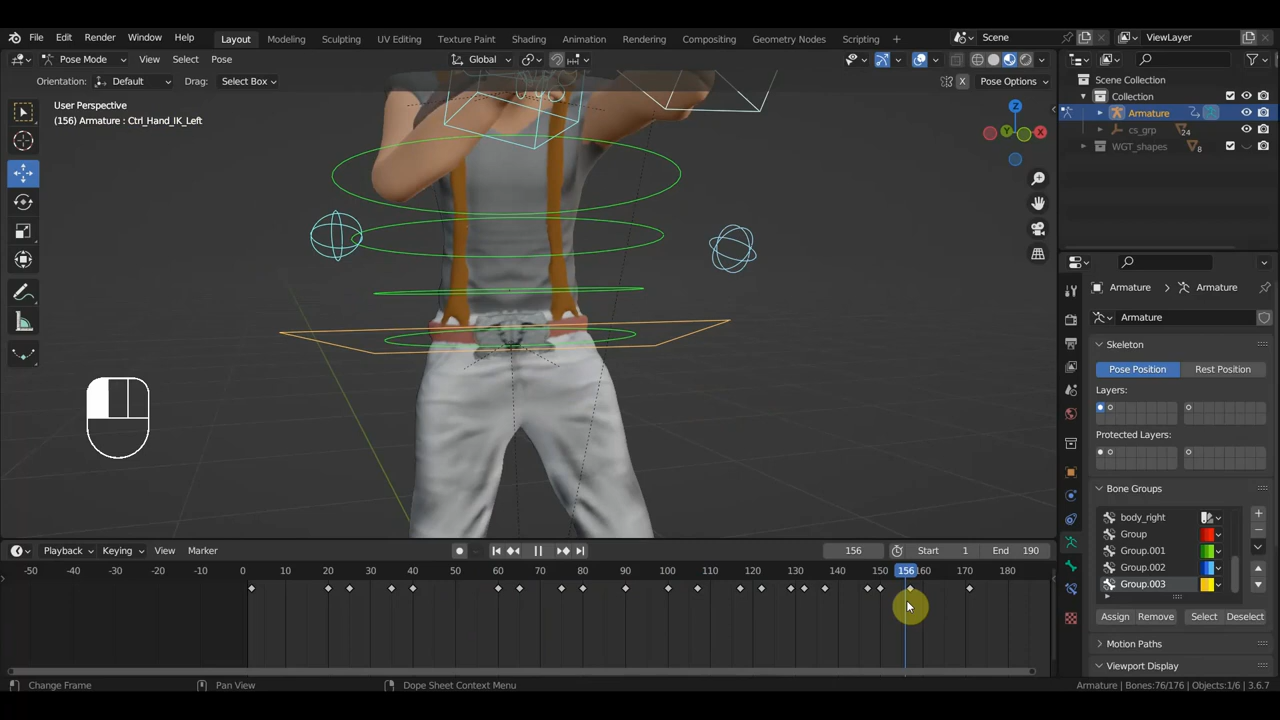 File Edit Render Window Help Layout Modeling Sculpting UV Editing Texture Paint Shading Animation Rendering Compositing Geometry Nodes Scripting + Scene ViewLayer
Pose Mode View Select Pose Global
Orientation: Default Drag: Select Box X Pose Options
User Perspective
(156) Armature : Ctrl_Hand_IK_Left
Z
Y X
Scene Collection
Collection
Armature
cs_grp 24
WGT_shapes 8
Armature Armature
Armature
Skeleton
Pose Position Rest Position
Layers:
Protected Layers:
Bone Groups
body_right
Group
Group.001
Group.002
Group.003
Assign Remove Select Deselect
Motion Paths
Viewport Display
Playback Keying View Marker 156 Start 1 End 190
-50 -40 -30 -20 -10 0 10 20 30 40 50 60 70 80 90 100 110 120 130 140 150 156 160 170 180
Change Frame Pan View Dope Sheet Context Menu Armature | Bones:76/176 | Objects:1/6 | 3.6.7